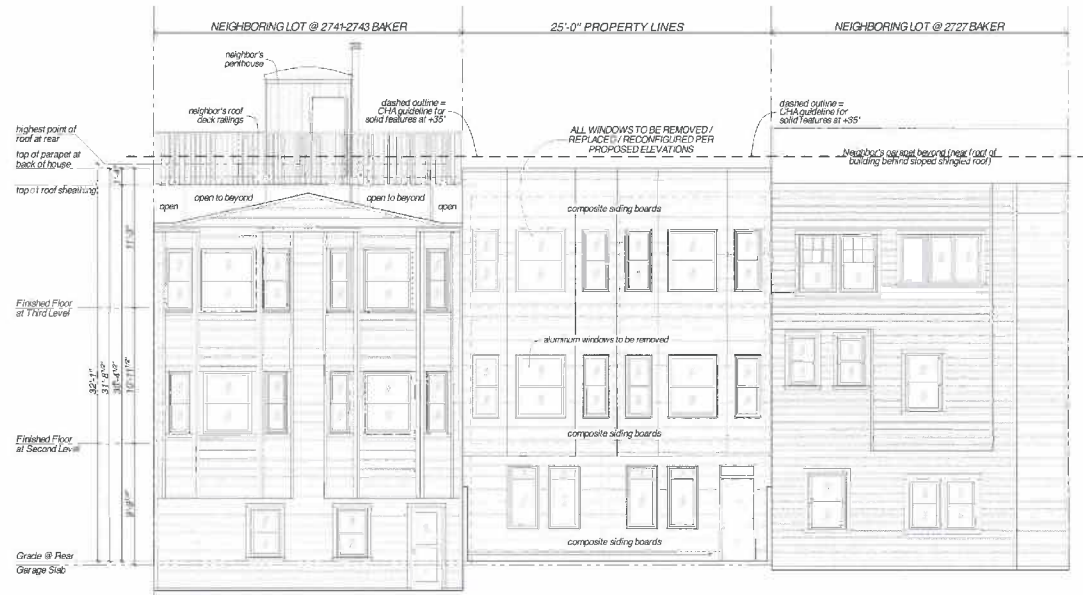 NEIGHBORING LOT @ 2741-2743 BAKER
25'-0" PROPERTY LINES
NEIGHBORING LOT @ 2727 BAKER
neighbor's
penthouse
neighbor's roof
deck railings
dashed outline =
CHA guideline for
solid features at +35'
ALL WINDOWS TO BE REMOVED /
REPLACED / RECONFIGURED PER
PROPOSED ELEVATIONS
dashed outline =
CHA guideline for
solid features at +35'
highest point of
roof at rear
top of parapet at
back of house
top of roof sheathing
Neighbor's parapet beyond (near front of
building behind sloped shingled roof)
open
open to beyond
open to beyond
open
composite siding boards
Finished Floor
at Third Level
aluminum windows to be removed
32'-1"
31'-8 1/2"
10'-11 1/2"
Finished Floor
at Second Level
composite siding boards
composite siding boards
Grade @ Rear
Garage Slab